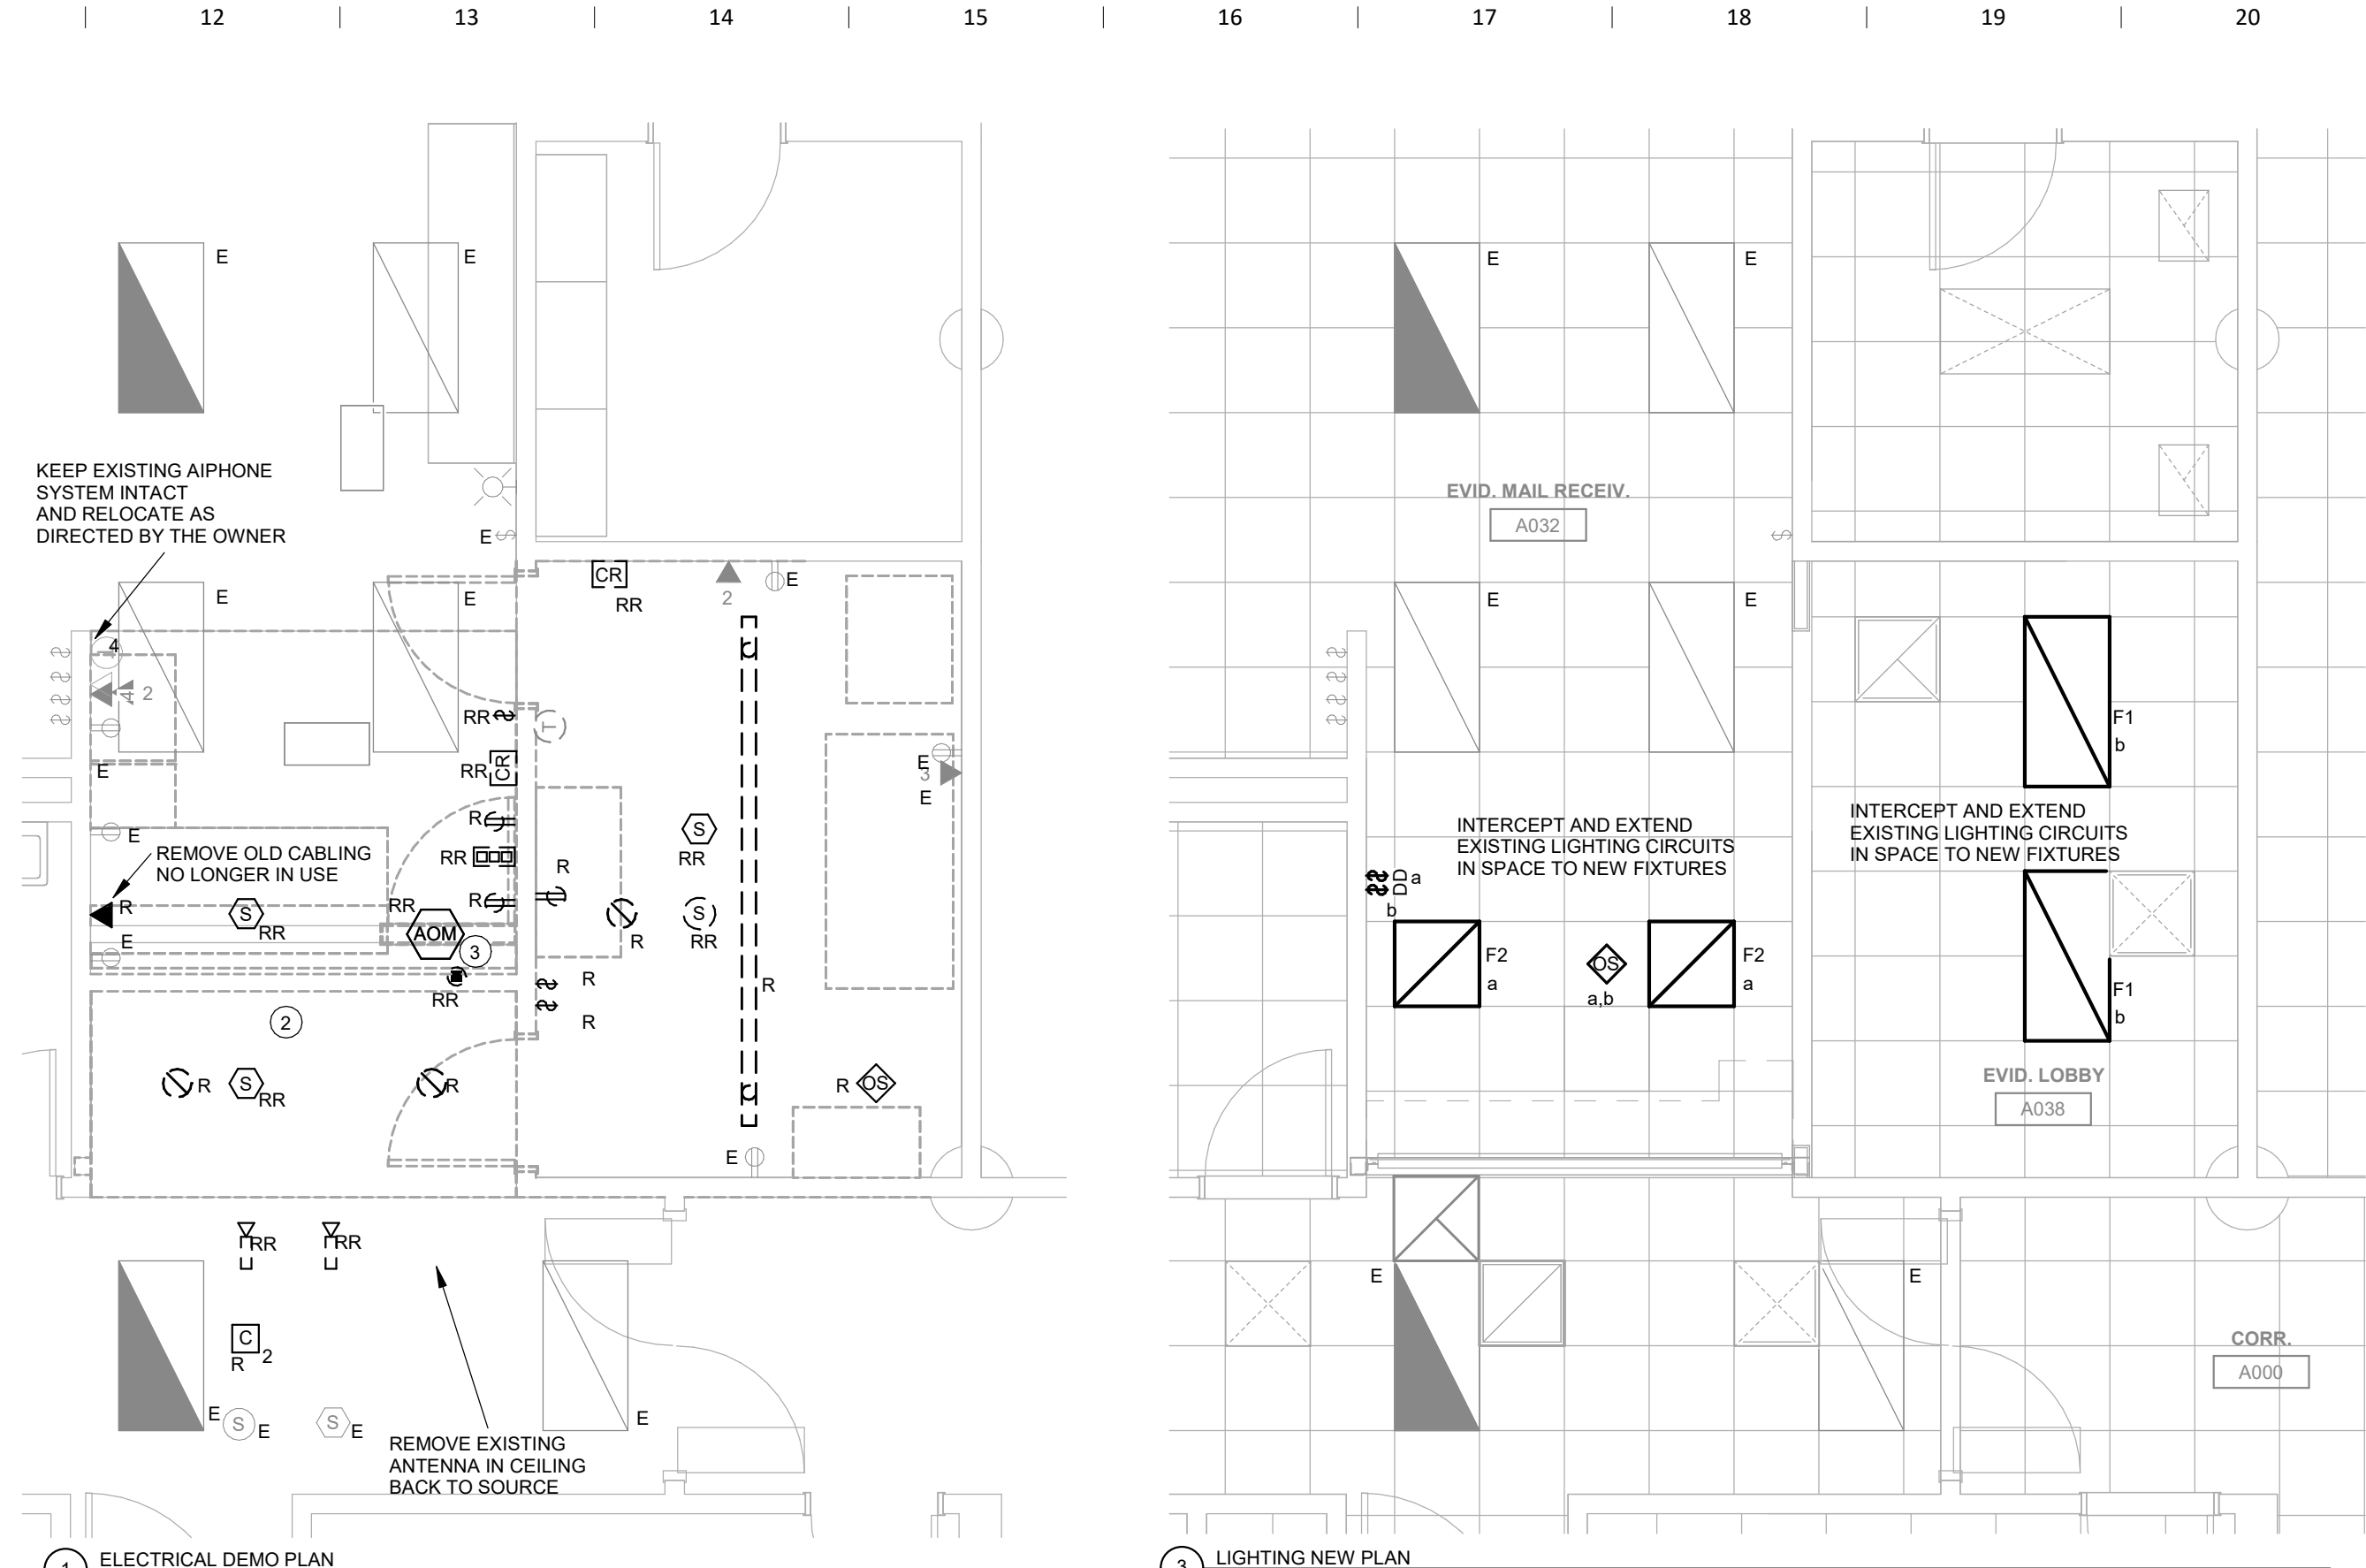 12 13 14 15 16 17 18 19 20
E E
KEEP EXISTING AIPHONE
SYSTEM INTACT
AND RELOCATE AS
DIRECTED BY THE OWNER
E
E E
CR
RR
2
E
4
4
2
RR
T
RR CR
E
E
3
E
E
R
S
RR
RR
R
REMOVE OLD CABLING
NO LONGER IN USE
R
S
RR
RR
R
AOM
3
E
R
S
RR
R
R
R
RR
2
R
S
RR
R
R OS
E
RR RR
C
2
R
E
S
E
S
E
E
REMOVE EXISTING
ANTENNA IN CEILING
BACK TO SOURCE
1
ELECTRICAL DEMO PLAN
E E
EVID. MAIL RECEIV.
A032
E E
F1
b
INTERCEPT AND EXTEND
EXISTING LIGHTING CIRCUITS
IN SPACE TO NEW FIXTURES
INTERCEPT AND EXTEND
EXISTING LIGHTING CIRCUITS
IN SPACE TO NEW FIXTURES
DD
a
b
F2
a
OS
a,b
F2
a
F1
b
EVID. LOBBY
A038
E E
CORR.
A000
3
LIGHTING NEW PLAN